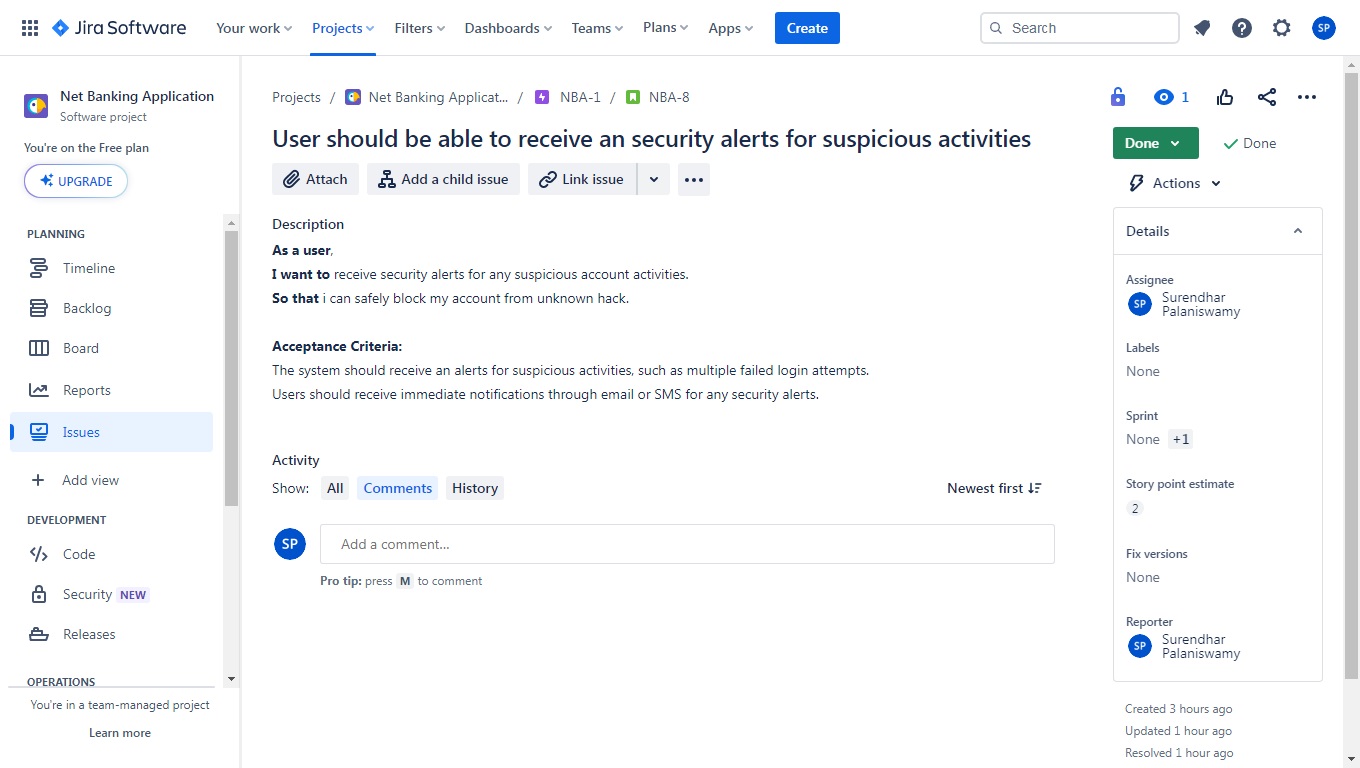 Jira Software
Your work
Projects
Filters
Dashboards
Teams
Plans
Apps
Create
Search
SP
Net Banking Application
Software project
You're on the Free plan
UPGRADE
PLANNING
Timeline
Backlog
Board
Reports
Issues
Add view
DEVELOPMENT
Code
Security NEW
Releases
OPERATIONS
You're in a team-managed project
Learn more
Projects / Net Banking Applicat... / NBA-1 / NBA-8
User should be able to receive an security alerts for suspicious activities
Attach
Add a child issue
Link issue
Description
As a user,
I want to receive security alerts for any suspicious account activities.
So that i can safely block my account from unknown hack.
Acceptance Criteria:
The system should receive an alerts for suspicious activities, such as multiple failed login attempts.
Users should receive immediate notifications through email or SMS for any security alerts.
Activity
Show: All Comments History
Newest first
SP
Add a comment...
Pro tip: press M to comment
1
Done
Done
Actions
Details
Assignee
SP
Surendhar
Palaniswamy
Labels
None
Sprint
None +1
Story point estimate
2
Fix versions
None
Reporter
SP
Surendhar
Palaniswamy
Created 3 hours ago
Updated 1 hour ago
Resolved 1 hour ago